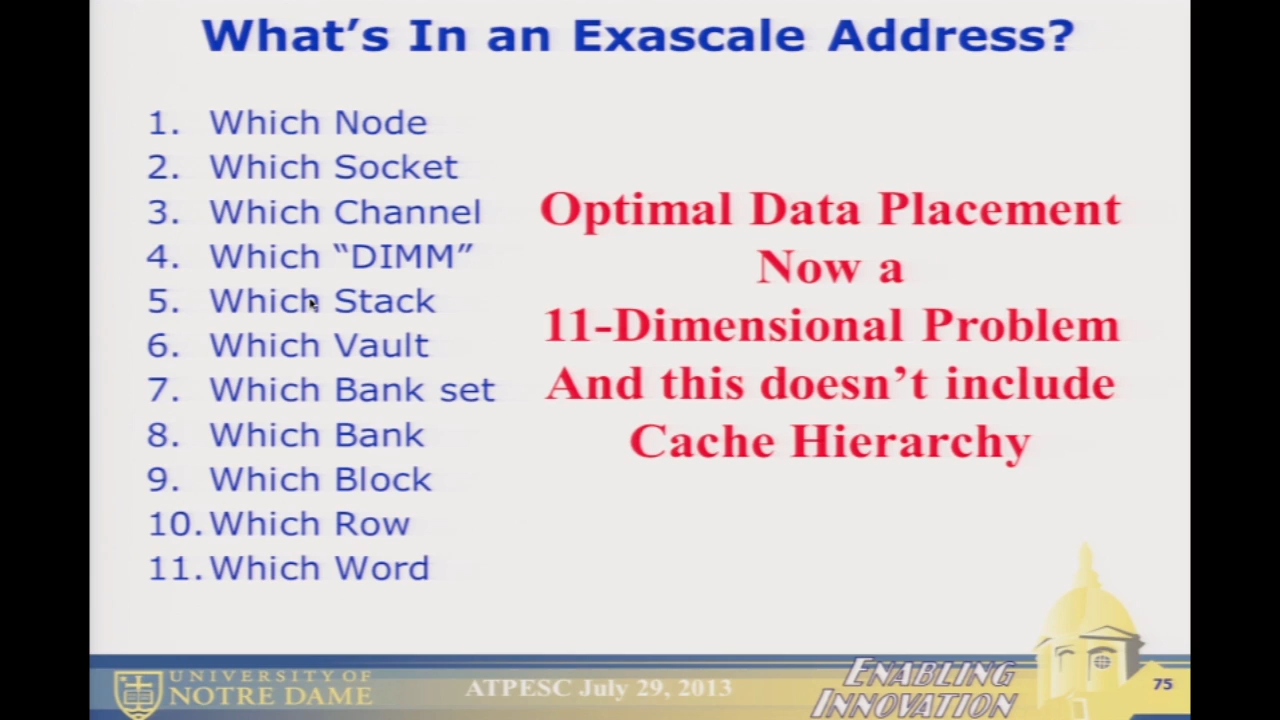 What's In an Exascale Address?
1. Which Node
2. Which Socket
3. Which Channel
4. Which “DIMM”
5. Which Stack
6. Which Vault
7. Which Bank set
8. Which Bank
9. Which Block
10. Which Row
11. Which Word
Optimal Data Placement
Now a
11-Dimensional Problem
And this doesn't include
Cache Hierarchy
UNIVERSITY OF
NOTRE DAME
ATPESC July 29, 2013
ENABLING
INNOVATION
75